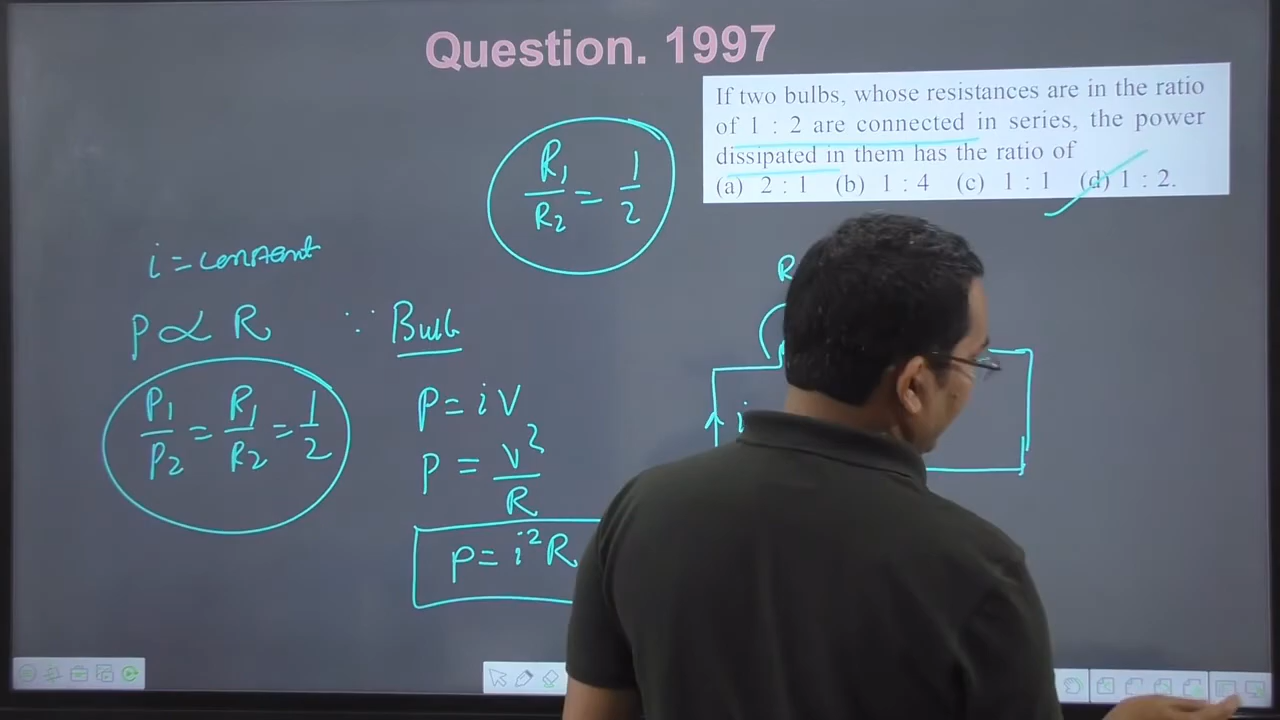 Question. 1997
If two bulbs, whose resistances are in the ratio
of 1 : 2 are connected in series, the power
dissipated in them has the ratio of
(a) 2 : 1 (b) 1 : 4 (c) 1 : 1 (d) 1 : 2.
R₁/R₂ = 1/2
i = constant
P ∝ R ∵ Bulb
P₁/P₂ = R₁/R₂ = 1/2
P = iV
P = V²/R
P = i²R
R
i